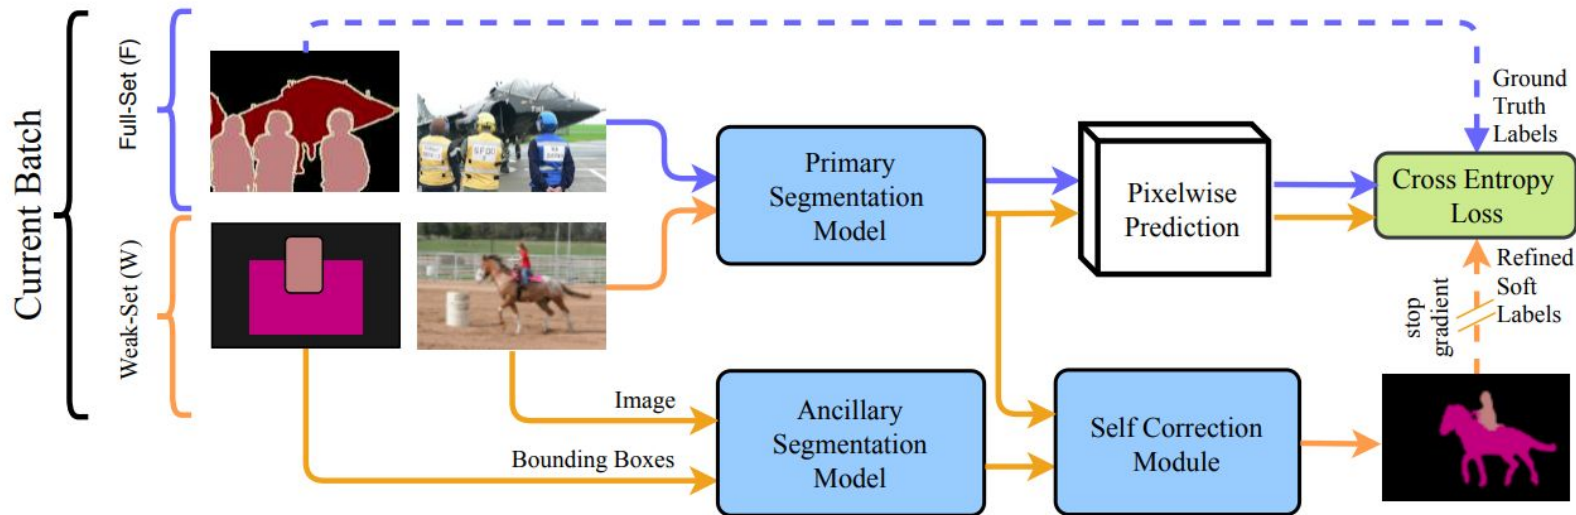 Current Batch
Full-Set (F)
Weak-Set (W)
Primary
Segmentation
Model
Pixelwise
Prediction
Ground
Truth
Labels
Cross Entropy
Loss
Refined
Soft
Labels
stop
gradient
Image
Bounding Boxes
Ancillary
Segmentation
Model
Self Correction
Module